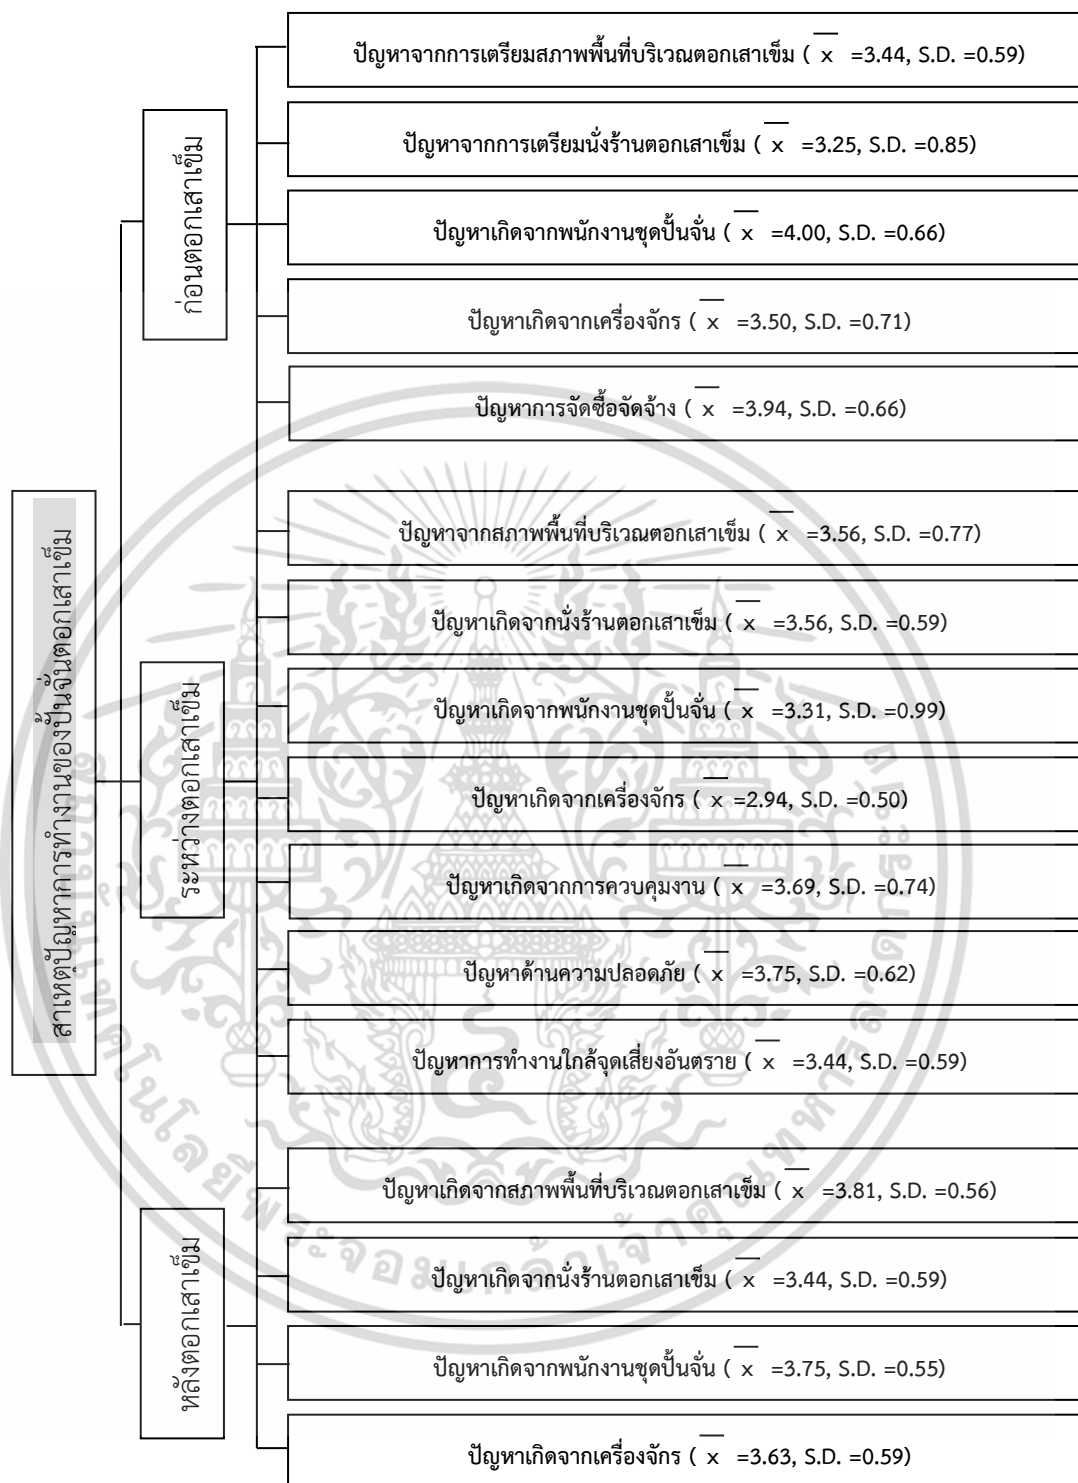 สาเหตุปัญหาการทำงานของปั้นจั่นตอกเสาเข็ม
ก่อนตอกเสาเข็ม
ปัญหาจากการเตรียมสภาพพื้นที่บริเวณตอกเสาเข็ม ( x̄ =3.44, S.D. =0.59)
ปัญหาจากการเตรียมนั่งร้านตอกเสาเข็ม ( x̄ =3.25, S.D. =0.85)
ปัญหาเกิดจากพนักงานชุดปั้นจั่น ( x̄ =4.00, S.D. =0.66)
ปัญหาเกิดจากเครื่องจักร ( x̄ =3.50, S.D. =0.71)
ปัญหาการจัดซื้อจัดจ้าง ( x̄ =3.94, S.D. =0.66)
ระหว่างตอกเสาเข็ม
ปัญหาจากสภาพพื้นที่บริเวณตอกเสาเข็ม ( x̄ =3.56, S.D. =0.77)
ปัญหาเกิดจากนั่งร้านตอกเสาเข็ม ( x̄ =3.56, S.D. =0.59)
ปัญหาเกิดจากพนักงานชุดปั้นจั่น ( x̄ =3.31, S.D. =0.99)
ปัญหาเกิดจากเครื่องจักร ( x̄ =2.94, S.D. =0.50)
ปัญหาเกิดจากการควบคุมงาน ( x̄ =3.69, S.D. =0.74)
ปัญหาด้านความปลอดภัย ( x̄ =3.75, S.D. =0.62)
ปัญหาการทำงานใกล้จุดเสี่ยงอันตราย ( x̄ =3.44, S.D. =0.59)
หลังตอกเสาเข็ม
ปัญหาเกิดจากสภาพพื้นที่บริเวณตอกเสาเข็ม ( x̄ =3.81, S.D. =0.56)
ปัญหาเกิดจากนั่งร้านตอกเสาเข็ม ( x̄ =3.44, S.D. =0.59)
ปัญหาเกิดจากพนักงานชุดปั้นจั่น ( x̄ =3.75, S.D. =0.55)
ปัญหาเกิดจากเครื่องจักร ( x̄ =3.63, S.D. =0.59)